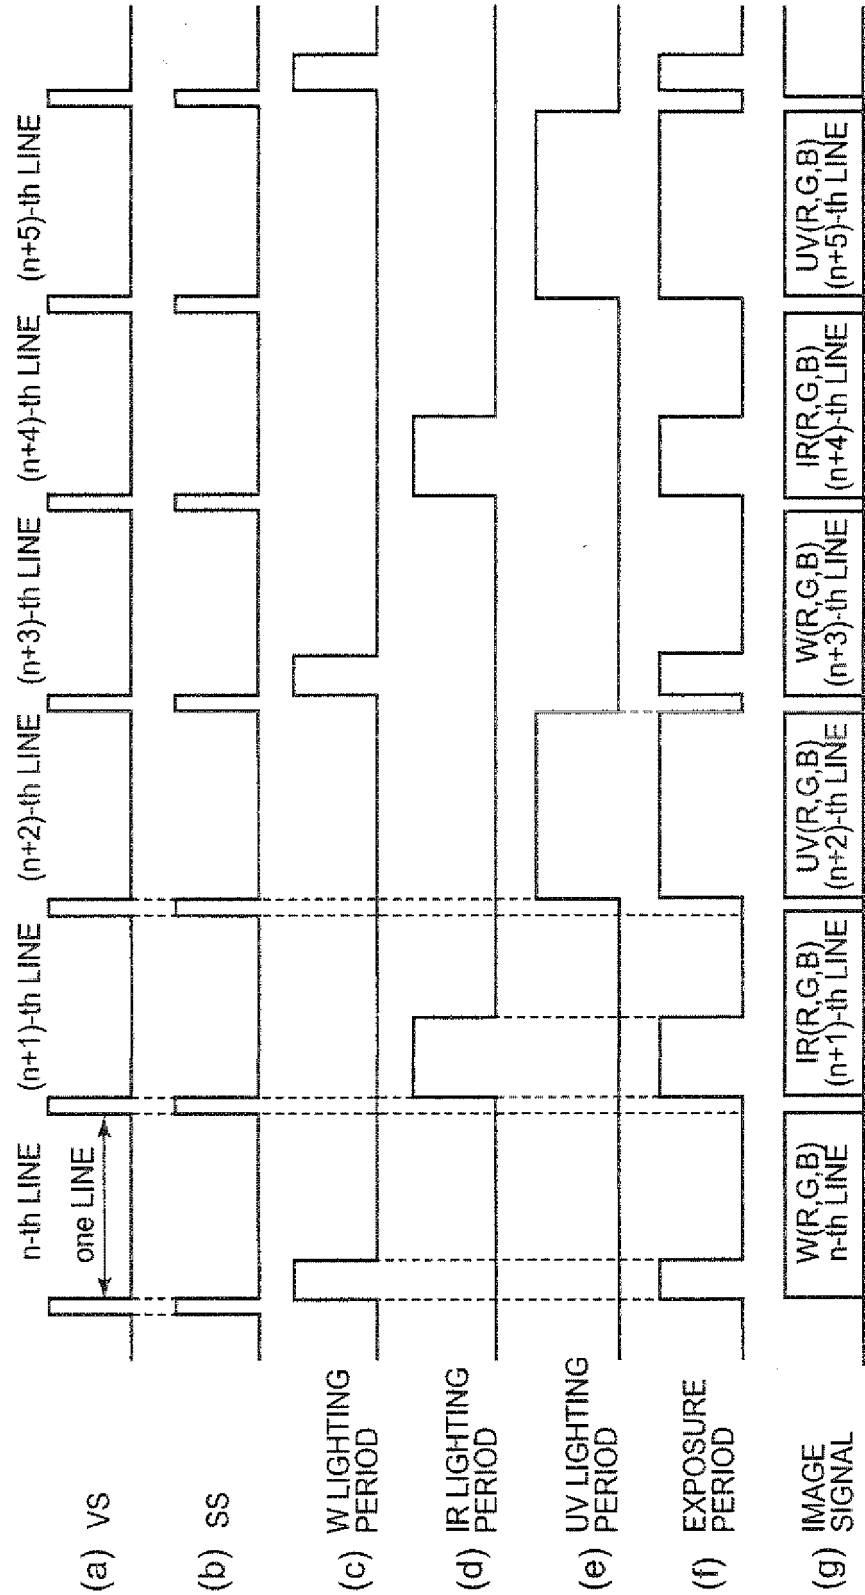 n-th LINE
(n+1)-th LINE
(n+2)-th LINE
(n+3)-th LINE
(n+4)-th LINE
(n+5)-th LINE
one LINE
(a) VS
(b) SS
(c) W LIGHTING
PERIOD
(d) IR LIGHTING
PERIOD
(e) UV LIGHTING
PERIOD
(f) EXPOSURE
PERIOD
(g) IMAGE
SIGNAL
W(R,G,B)
n-th LINE
IR(R,G,B)
(n+1)-th LINE
UV(R,G,B)
(n+2)-th LINE
W(R,G,B)
(n+3)-th LINE
IR(R,G,B)
(n+4)-th LINE
UV(R,G,B)
(n+5)-th LINE